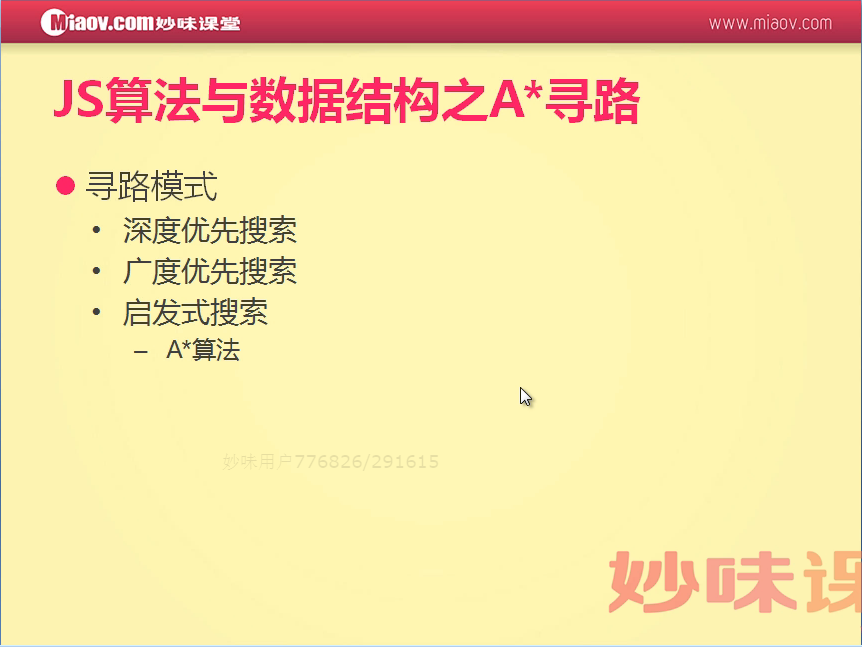 Miaov.com妙味课堂
www.miaov.com
JS算法与数据结构之A*寻路
● 寻路模式
• 深度优先搜索
• 广度优先搜索
• 启发式搜索
– A*算法
妙味用户776826/291615
妙味课